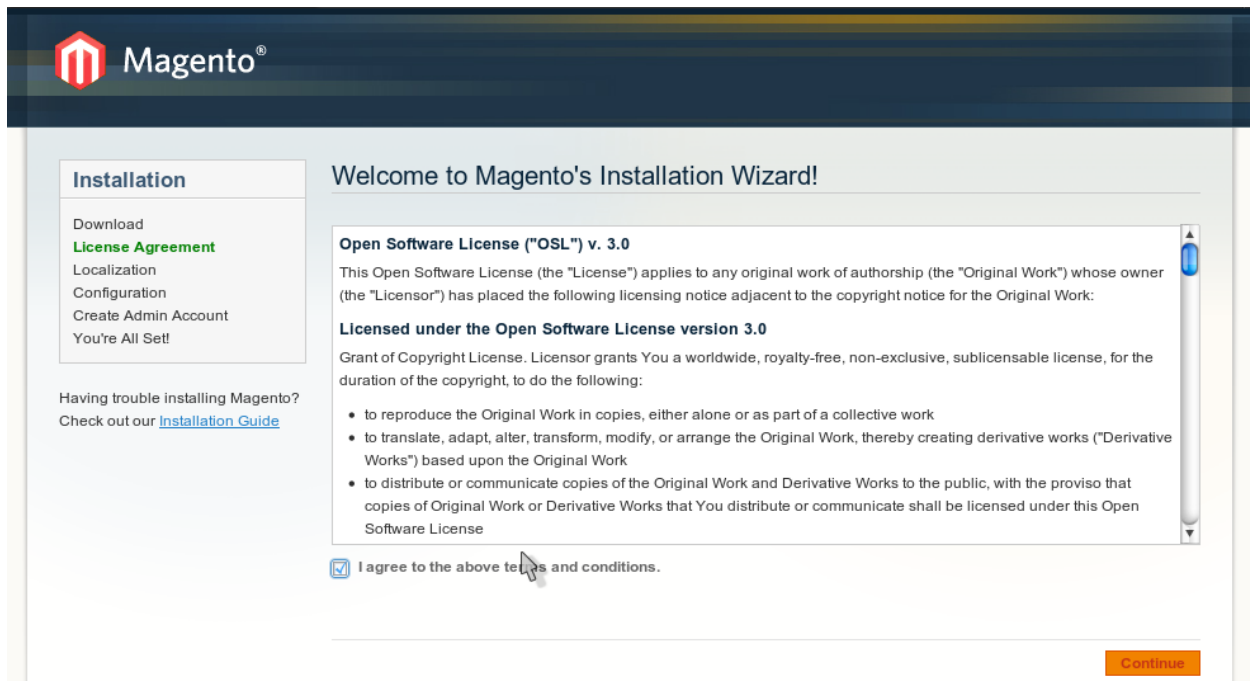 Magento®
Installation
Download
License Agreement
Localization
Configuration
Create Admin Account
You're All Set!
Having trouble installing Magento?
Check out our Installation Guide
Welcome to Magento's Installation Wizard!
Open Software License ("OSL") v. 3.0
This Open Software License (the "License") applies to any original work of authorship (the "Original Work") whose owner
(the "Licensor") has placed the following licensing notice adjacent to the copyright notice for the Original Work:
Licensed under the Open Software License version 3.0
Grant of Copyright License. Licensor grants You a worldwide, royalty-free, non-exclusive, sublicensable license, for the
duration of the copyright, to do the following:
• to reproduce the Original Work in copies, either alone or as part of a collective work
• to translate, adapt, alter, transform, modify, or arrange the Original Work, thereby creating derivative works ("Derivative
Works") based upon the Original Work
• to distribute or communicate copies of the Original Work and Derivative Works to the public, with the proviso that
copies of Original Work or Derivative Works that You distribute or communicate shall be licensed under this Open
Software License
I agree to the above terms and conditions.
Continue